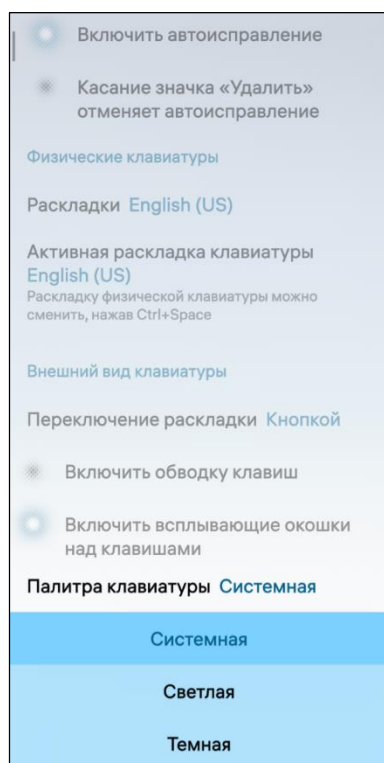 Включить автоисправление
Касание значка «Удалить»
отменяет автоисправление
Физические клавиатуры
Раскладки English (US)
Активная раскладка клавиатуры
English (US)
Раскладку физической клавиатуры можно
сменить, нажав Ctrl+Space
Внешний вид клавиатуры
Переключение раскладки Кнопкой
Включить обводку клавиш
Включить всплывающие окошки
над клавишами
Палитра клавиатуры Системная
Системная
Светлая
Темная